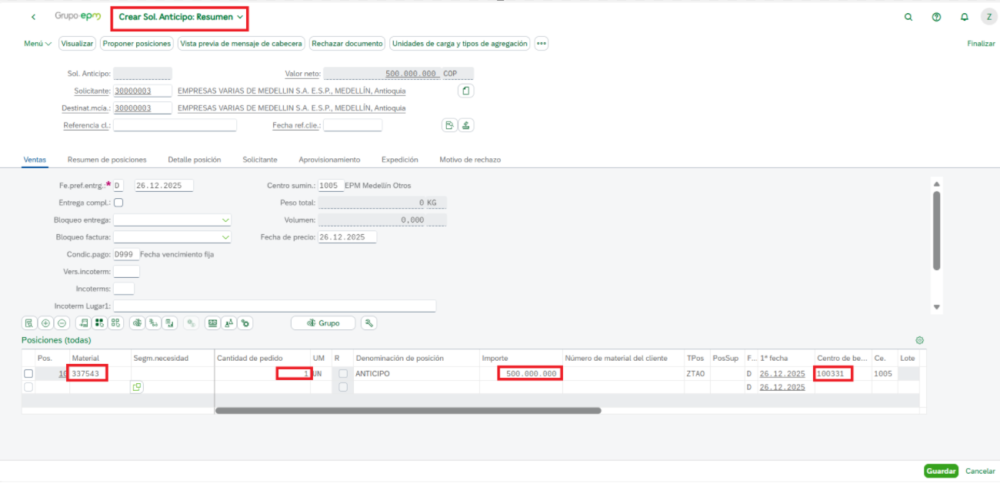 Grupo epm Crear Sol. Anticipo: Resumen Z
Menú Visualizar Proponer posiciones Vista previa de mensaje de cabecera Rechazar documento Unidades de carga y tipos de agregación Finalizar
Sol. Anticipo: Valor neto: 500.000.000 COP
Solicitante: 30000003 EMPRESAS VARIAS DE MEDELLIN S.A. E.S.P., MEDELLÍN, Antioquia
Destinat.mcía.: 30000003 EMPRESAS VARIAS DE MEDELLIN S.A. E.S.P., MEDELLÍN, Antioquia
Referencia cl.: Fecha ref.clie.:
Ventas Resumen de posiciones Detalle posición Solicitante Aprovisionamiento Expedición Motivo de rechazo
Fe.pref.entrg.:* D 26.12.2025 Centro sumin.: 1005 EPM Medellín Otros
Entrega compl.: Peso total: 0 KG
Bloqueo entrega: Volumen: 0,000
Bloqueo factura: Fecha de precio: 26.12.2025
Condic.pago: D999 Fecha vencimiento fija
Vers.incoterm:
Incoterms:
Incoterm Lugar1:
Grupo
Posiciones (todas)
Pos. Material Segm.necesidad Cantidad de pedido UM R Denominación de posición Importe Número de material del cliente TPos PosSup F... 1ª fecha Centro de be... Ce. Lote
10 337543 1 UN ANTICIPO 500.000.000 ZTAO D 26.12.2025 100331 1005
D 26.12.2025
Guardar Cancelar